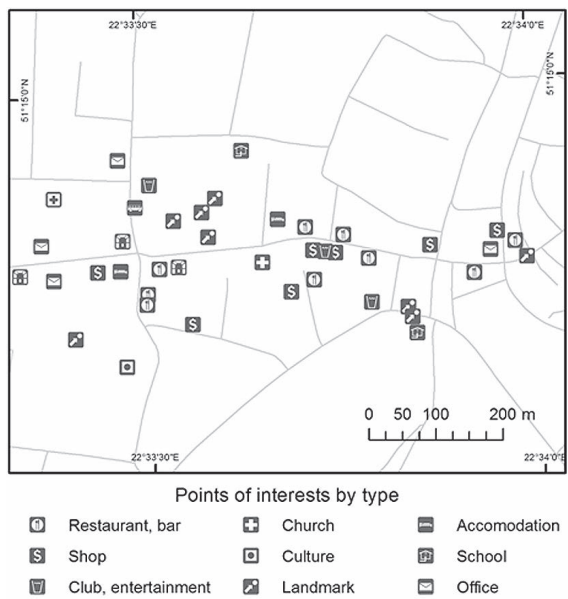 22°33'30"E 22°34'0"E
51°15'0"N 51°15'0"N
0 50 100 200 m
22°33'30"E 22°34'0"E
Points of interests by type
Restaurant, bar Church Accomodation
Shop Culture School
Club, entertainment Landmark Office